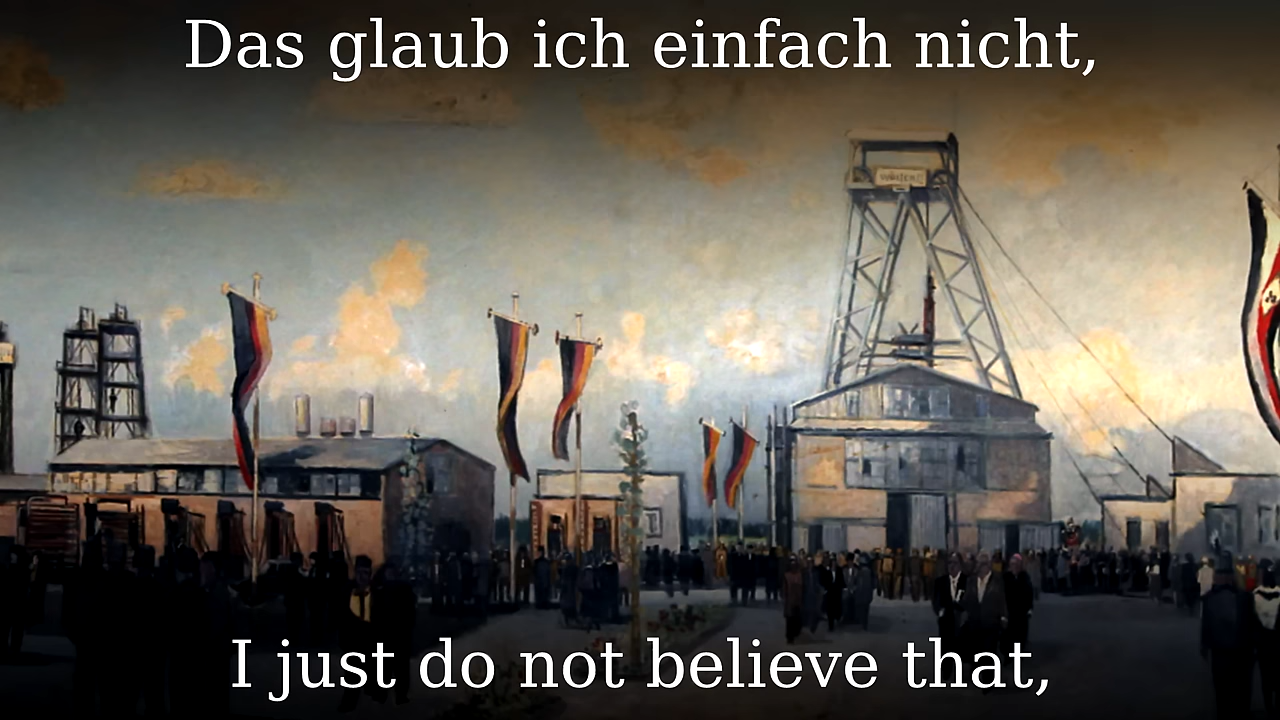 Das glaub ich einfach nicht,
I just do not believe that,